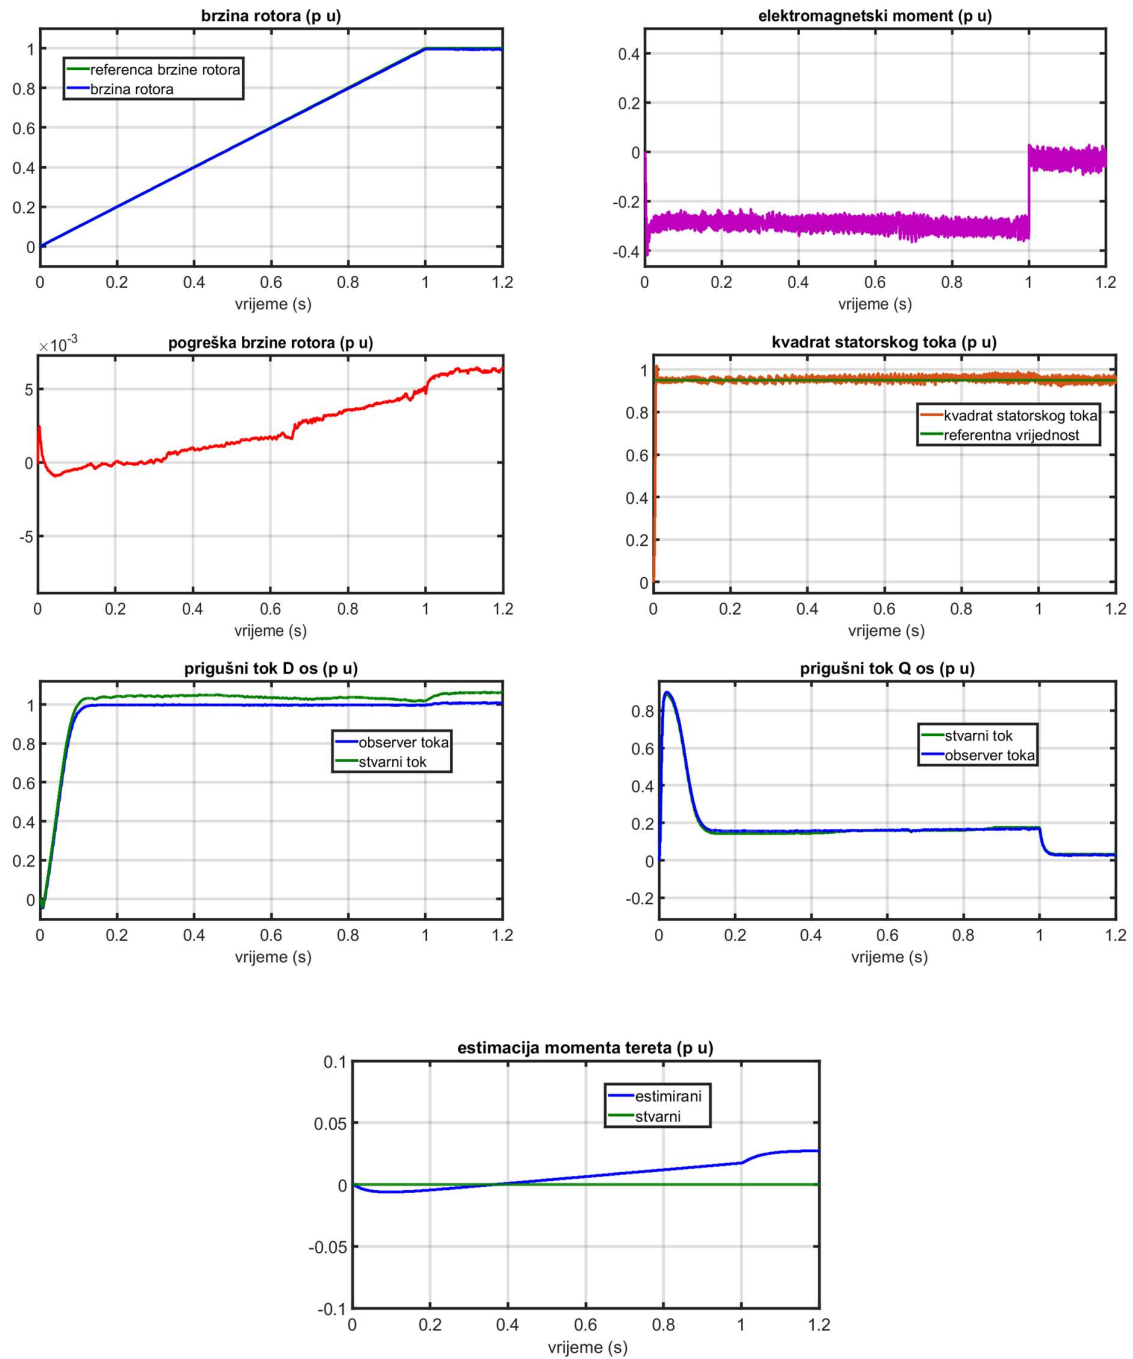 brzina rotora (p u)
1
0.8
0.6
0.4
0.2
0
referenca brzine rotora
brzina rotora
0 0.2 0.4 0.6 0.8 1 1.2
vrijeme (s)
elektromagnetski moment (p u)
0.4
0.2
0
-0.2
-0.4
0 0.2 0.4 0.6 0.8 1 1.2
vrijeme (s)
pogreška brzine rotora (p u)
×10⁻³
5
0
-5
0 0.2 0.4 0.6 0.8 1 1.2
vrijeme (s)
kvadrat statorskog toka (p u)
1
0.8
0.6
0.4
0.2
0
kvadrat statorskog toka
referentna vrijednost
0 0.2 0.4 0.6 0.8 1 1.2
vrijeme (s)
prigušni tok D os (p u)
1
0.8
0.6
0.4
0.2
0
observer toka
stvarni tok
0 0.2 0.4 0.6 0.8 1 1.2
vrijeme (s)
prigušni tok Q os (p u)
0.8
0.6
0.4
0.2
0
-0.2
stvarni tok
observer toka
0 0.2 0.4 0.6 0.8 1 1.2
vrijeme (s)
estimacija momenta tereta (p u)
0.1
0.05
0
-0.05
-0.1
estimirani
stvarni
0 0.2 0.4 0.6 0.8 1 1.2
vrijeme (s)